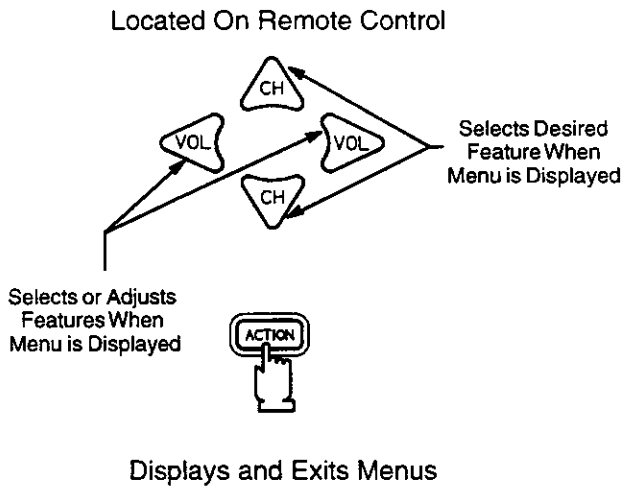 Located On Remote Control
CH
VOL
VOL
CH
Selects Desired
Feature When
Menu is Displayed
Selects or Adjusts
Features When
Menu is Displayed
ACTION
Displays and Exits Menus